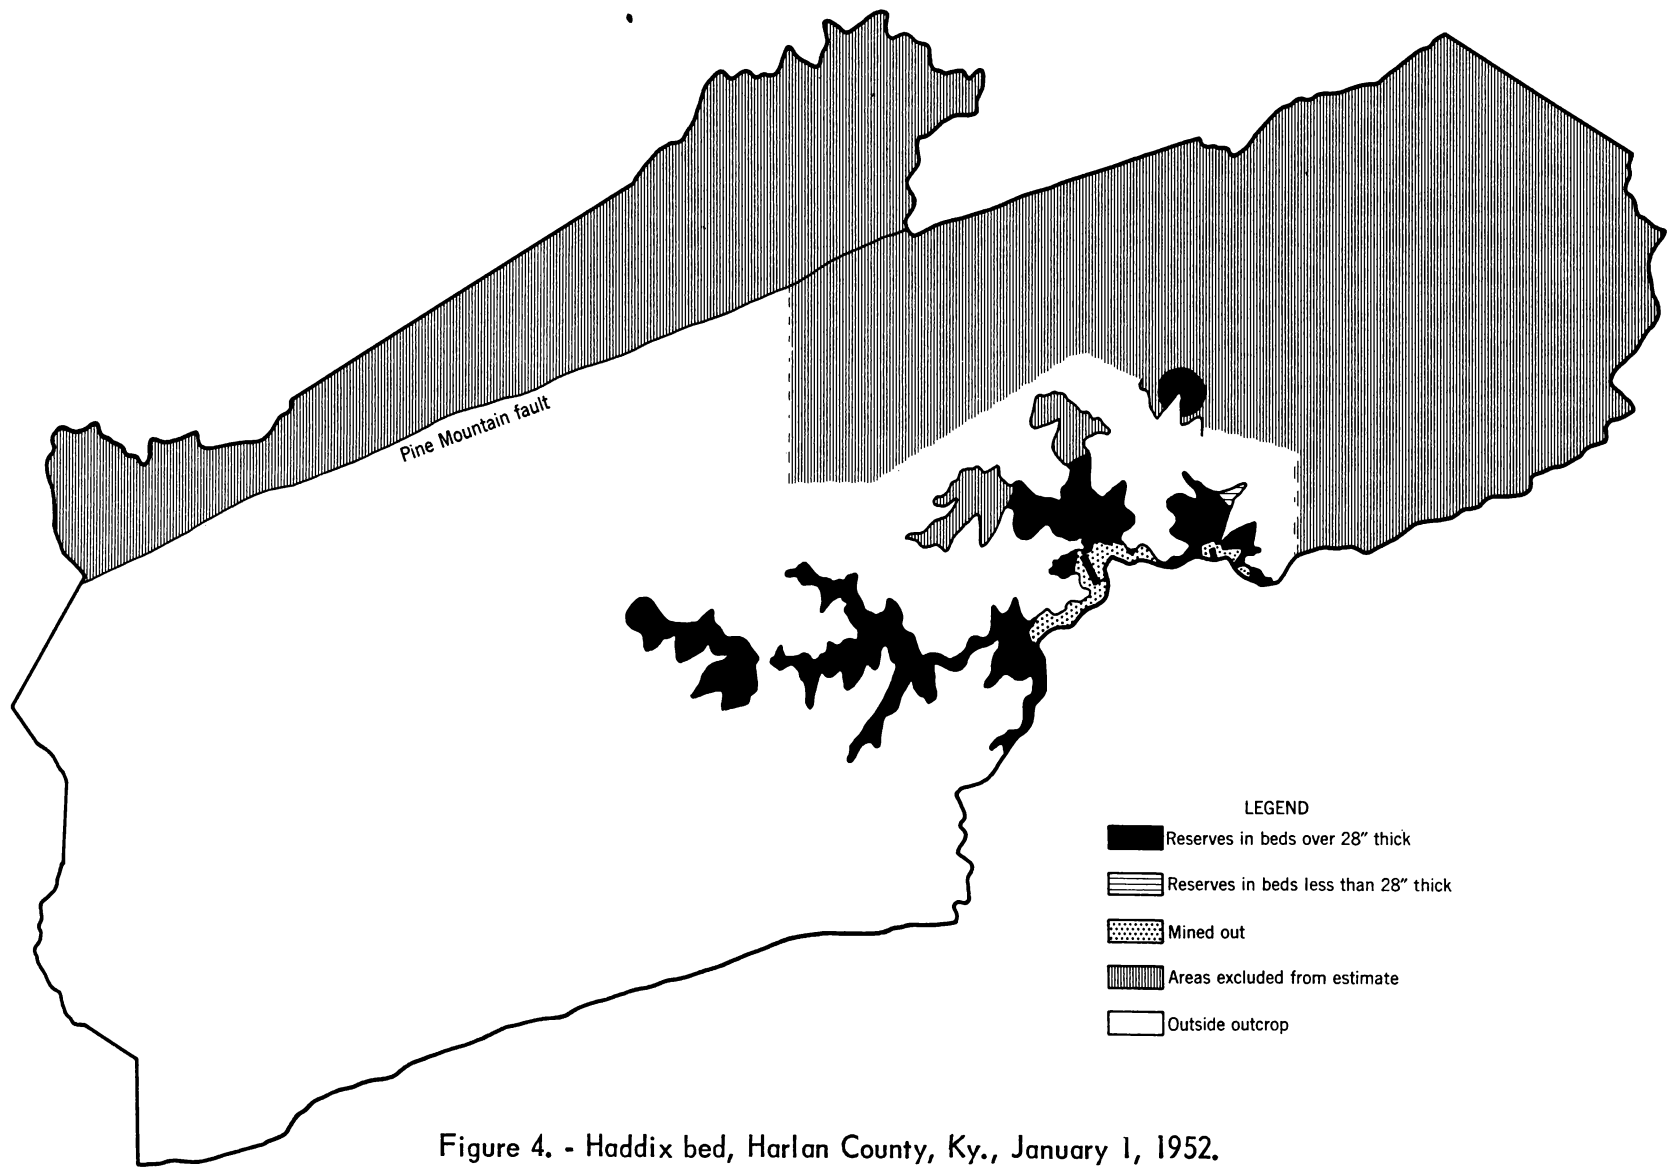 Pine Mountain fault
LEGEND
Reserves in beds over 28" thick
Reserves in beds less than 28" thick
Mined out
Areas excluded from estimate
Outside outcrop
Figure 4. - Haddix bed, Harlan County, Ky., January 1, 1952.